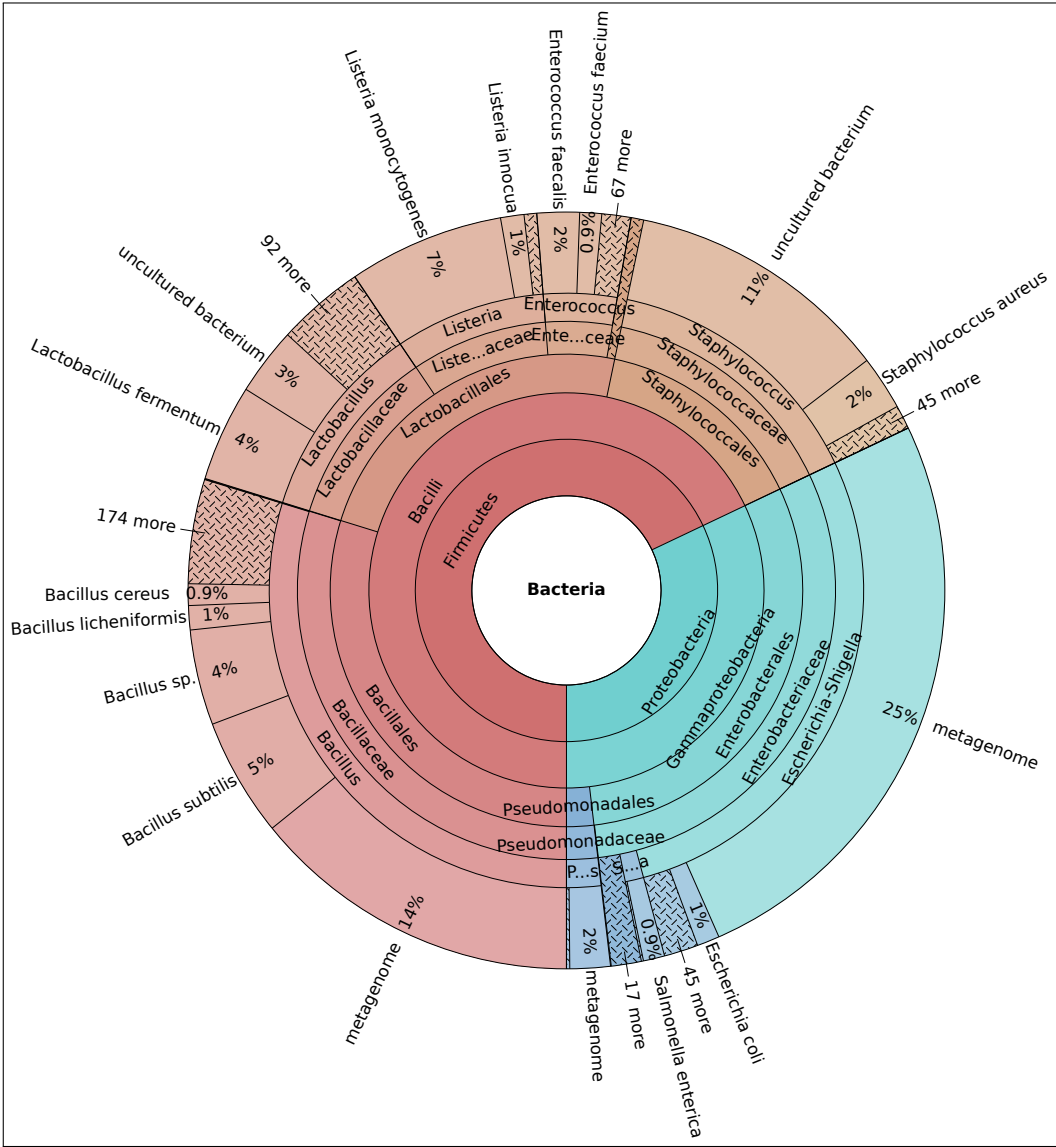 Bacteria
Firmicutes
Bacilli
Lactobacillales
Lactobacillaceae
Lactobacillus
Liste...aceae
Listeria
Ente...ceae
Enterococcus
Staphylococcales
Staphylococcaceae
Staphylococcus
Bacillales
Bacillaceae
Bacillus
Proteobacteria
Gammaproteobacteria
Enterobacterales
Enterobacteriaceae
Escherichia-Shigella
Pseudomonadales
Pseudomonadaceae
P...s
S...a
Lactobacillus fermentum
4%
uncultured bacterium
3%
92 more
Listeria monocytogenes
7%
Listeria innocua
1%
Enterococcus faecalis
2%
Enterococcus faecium
0.9%
67 more
uncultured bacterium
11%
Staphylococcus aureus
2%
45 more
metagenome
25%
Escherichia coli
1%
45 more
Salmonella enterica
0.9%
17 more
metagenome
2%
metagenome
14%
Bacillus subtilis
5%
Bacillus sp.
4%
Bacillus licheniformis
1%
Bacillus cereus
0.9%
174 more